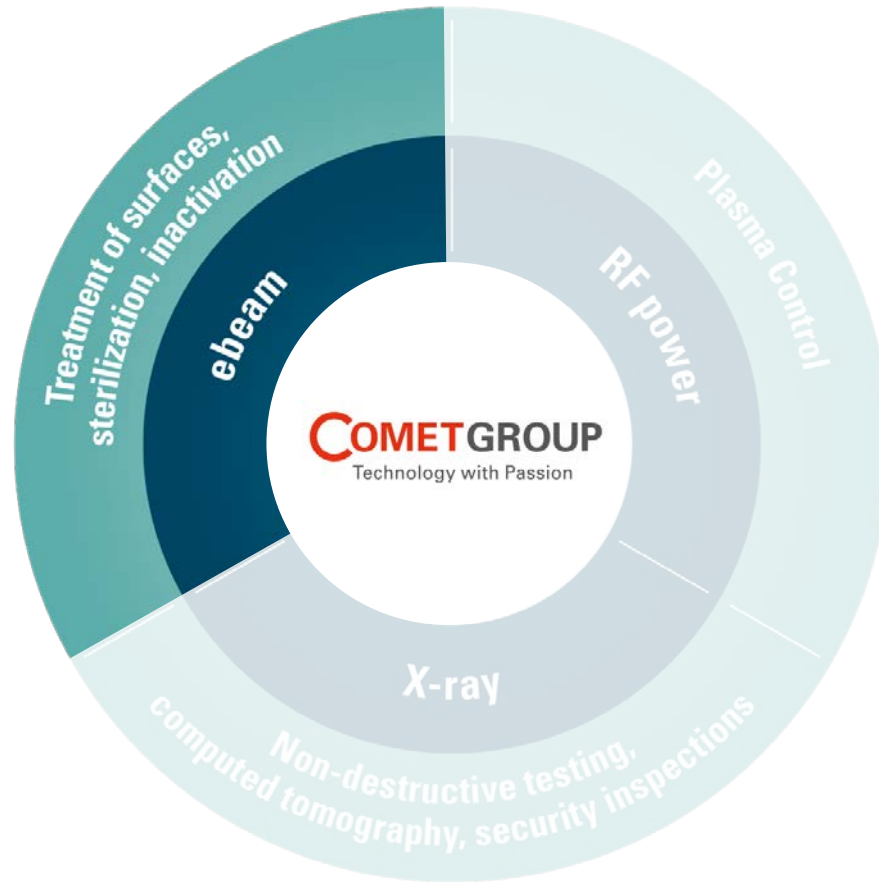 Treatment of surfaces,
sterilization, inactivation
ebeam
Plasma Control
RF power
COMETGROUP
Technology with Passion
X-ray
Non-destructive testing,
computed tomography, security inspections